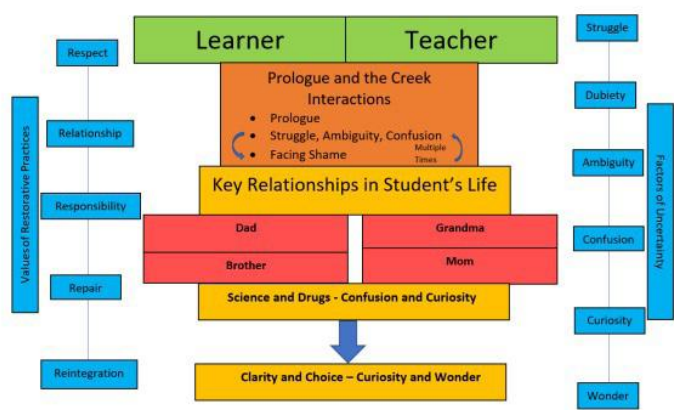 Learner
Teacher
Prologue and the Creek
Interactions
• Prologue
• Struggle, Ambiguity, Confusion
• Facing Shame
Multiple
Times
Key Relationships in Student's Life
Dad
Grandma
Brother
Mom
Science and Drugs - Confusion and Curiosity
Clarity and Choice – Curiosity and Wonder
Values of Restorative Practices
Respect
Relationship
Responsibility
Repair
Reintegration
Struggle
Dubiety
Ambiguity
Confusion
Curiosity
Wonder
Factors of Uncertainty